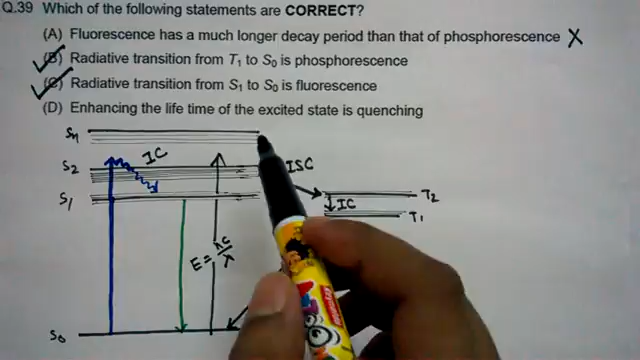 Q.39 Which of the following statements are CORRECT?
(A) Fluorescence has a much longer decay period than that of phosphorescence X
(B) Radiative transition from T1 to S0 is phosphorescence
(C) Radiative transition from S1 to S0 is fluorescence
(D) Enhancing the life time of the excited state is quenching
Sn
IC
S2
ISC
S1
T2
IC
T1
E = hc/λ
S0